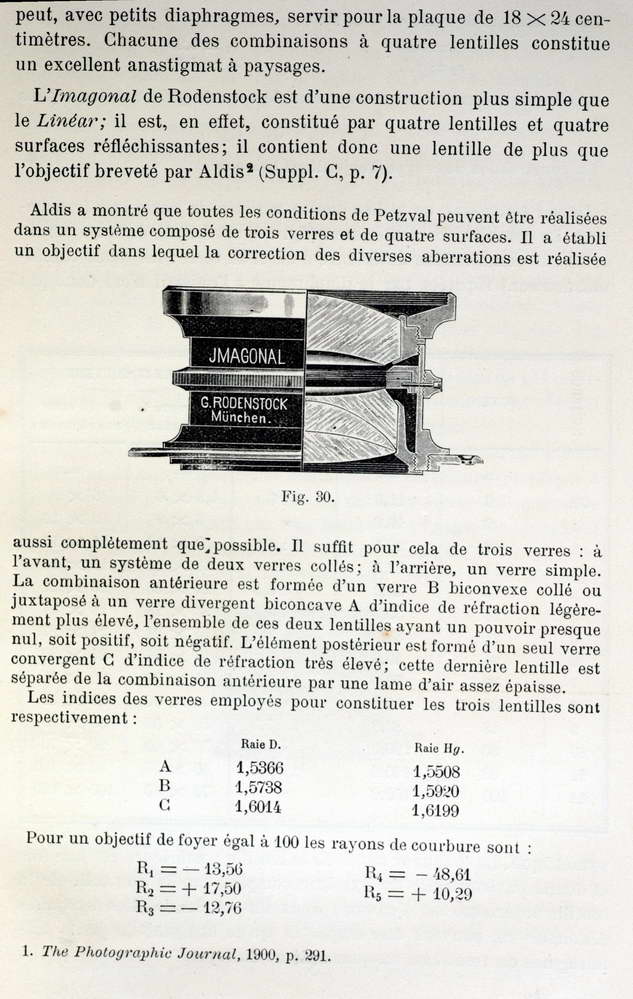 peut, avec petits diaphragmes, servir pour la plaque de 18 × 24 cen-
timètres. Chacune des combinaisons à quatre lentilles constitue
un excellent anastigmat à paysages.
L'Imagonal de Rodenstock est d'une construction plus simple que
le Linéar; il est, en effet, constitué par quatre lentilles et quatre
surfaces réfléchissantes; il contient donc une lentille de plus que
l'objectif breveté par Aldis² (Suppl. C, p. 7).
Aldis a montré que toutes les conditions de Petzval peuvent être réalisées
dans un système composé de trois verres et de quatre surfaces. Il a établi
un objectif dans lequel la correction des diverses aberrations est réalisée
JMAGONAL
G. RODENSTOCK
München.
Fig. 30.
aussi complètement que possible. Il suffit pour cela de trois verres : à
l'avant, un système de deux verres collés; à l'arrière, un verre simple.
La combinaison antérieure est formée d'un verre B biconvexe collé ou
juxtaposé à un verre divergent biconcave A d'indice de réfraction légère-
ment plus élevé, l'ensemble de ces deux lentilles ayant un pouvoir presque
nul, soit positif, soit négatif. L'élément postérieur est formé d'un seul verre
convergent C d'indice de réfraction très élevé; cette dernière lentille est
séparée de la combinaison antérieure par une lame d'air assez épaisse.
Les indices des verres employés pour constituer les trois lentilles sont
respectivement :
Raie D. Raie Hg.
A 1,5366 1,5508
B 1,5738 1,5920
C 1,6014 1,6199
Pour un objectif de foyer égal à 100 les rayons de courbure sont :
R₁ = − 13,56 R₄ = − 48,61
R₂ = + 17,50 R₅ = + 10,29
R₃ = − 12,76
1. The Photographic Journal, 1900, p. 291.